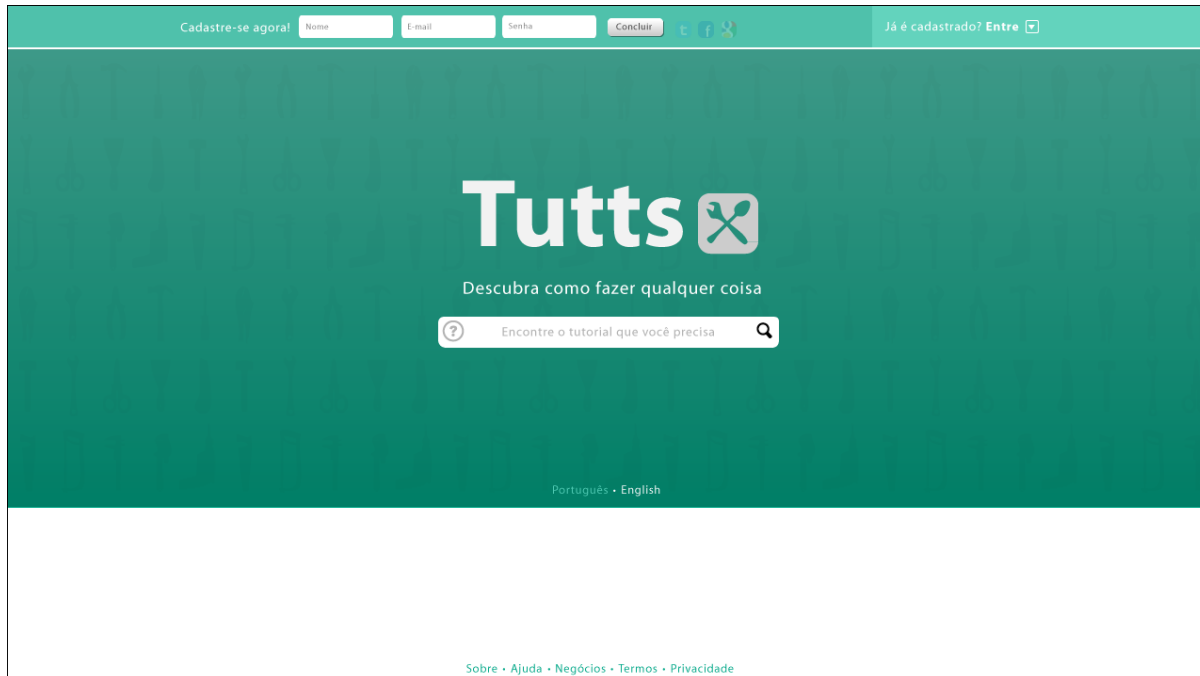 Cadastre-se agora! Nome E-mail Senha Concluir Já é cadastrado? Entre
Tutts
Descubra como fazer qualquer coisa
? Encontre o tutorial que você precisa
Português • English
Sobre • Ajuda • Negócios • Termos • Privacidade